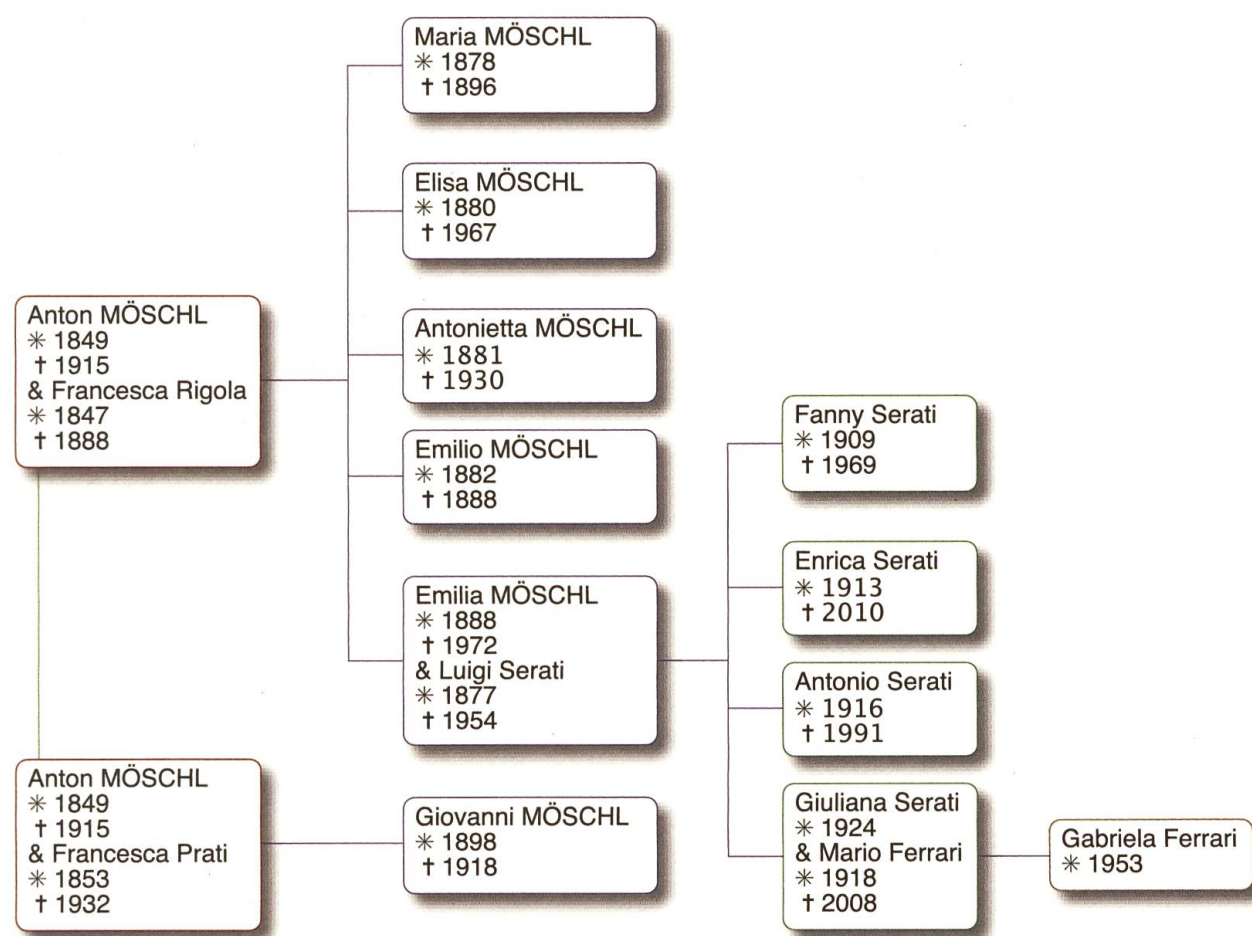 Maria MÖSCHL
✳ 1878
† 1896
Elisa MÖSCHL
✳ 1880
† 1967
Anton MÖSCHL
✳ 1849
† 1915
& Francesca Rigola
✳ 1847
† 1888
Antonietta MÖSCHL
✳ 1881
† 1930
Emilio MÖSCHL
✳ 1882
† 1888
Fanny Serati
✳ 1909
† 1969
Enrica Serati
✳ 1913
† 2010
Emilia MÖSCHL
✳ 1888
† 1972
& Luigi Serati
✳ 1877
† 1954
Antonio Serati
✳ 1916
† 1991
Anton MÖSCHL
✳ 1849
† 1915
& Francesca Prati
✳ 1853
† 1932
Giovanni MÖSCHL
✳ 1898
† 1918
Giuliana Serati
✳ 1924
& Mario Ferrari
✳ 1918
† 2008
Gabriela Ferrari
✳ 1953